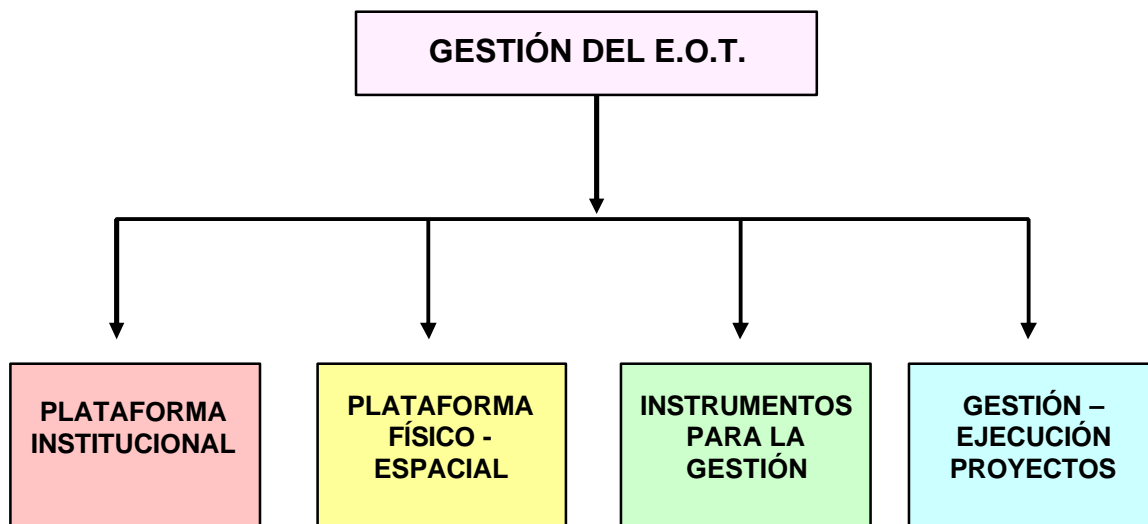 GESTIÓN DEL E.O.T.
PLATAFORMA
INSTITUCIONAL
PLATAFORMA
FÍSICO -
ESPACIAL
INSTRUMENTOS
PARA LA
GESTIÓN
GESTIÓN –
EJECUCIÓN
PROYECTOS